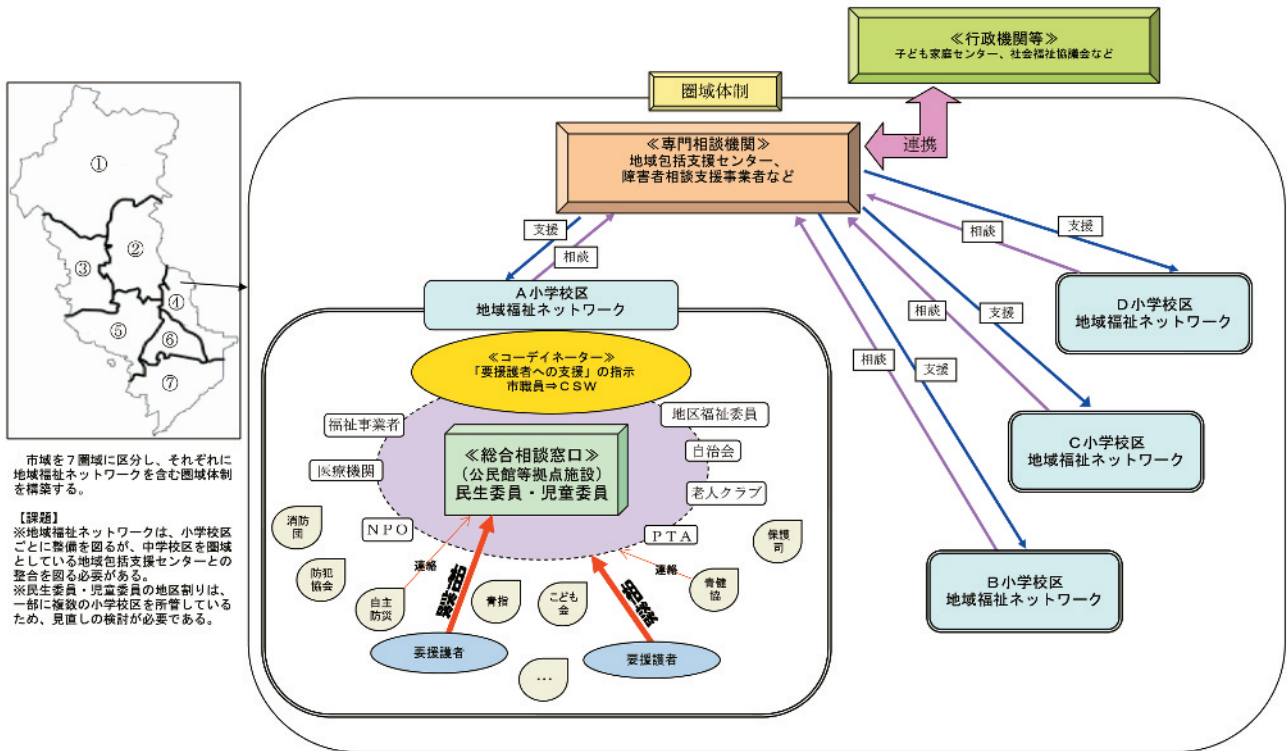 ≪行政機関等≫
子ども家庭センター、社会福祉協議会など
圏域体制
≪専門相談機関≫
地域包括支援センター、
障害者相談支援事業者など
連携
①
②
③
④
⑤
⑥
⑦
市域を7圏域に区分し、それぞれに
地域福祉ネットワークを含む圏域体制
を構築する。
【課題】
※地域福祉ネットワークは、小学校区
ごとに整備を図るが、中学校区を圏域
としている地域包括支援センターとの
整合を図る必要がある。
※民生委員・児童委員の地区割りは、
一部に複数の小学校区を所管している
ため、見直しの検討が必要である。
支援
相談
A小学校区
地域福祉ネットワーク
≪コーデイネーター≫
「要援護者への支援」の指示
市職員⇒CSW
福祉事業者
医療機関
NPO
地区福祉委員
自治会
老人クラブ
PTA
≪総合相談窓口≫
(公民館等拠点施設)
民生委員・児童委員
消防
団
防犯
協会
自主
防災
連絡
相談
青指
こども
会
相談
連絡
青健
協
保護
司
要援護者
要援護者
…
支援
相談
D小学校区
地域福祉ネットワーク
支援
相談
C小学校区
地域福祉ネットワーク
支援
相談
B小学校区
地域福祉ネットワーク